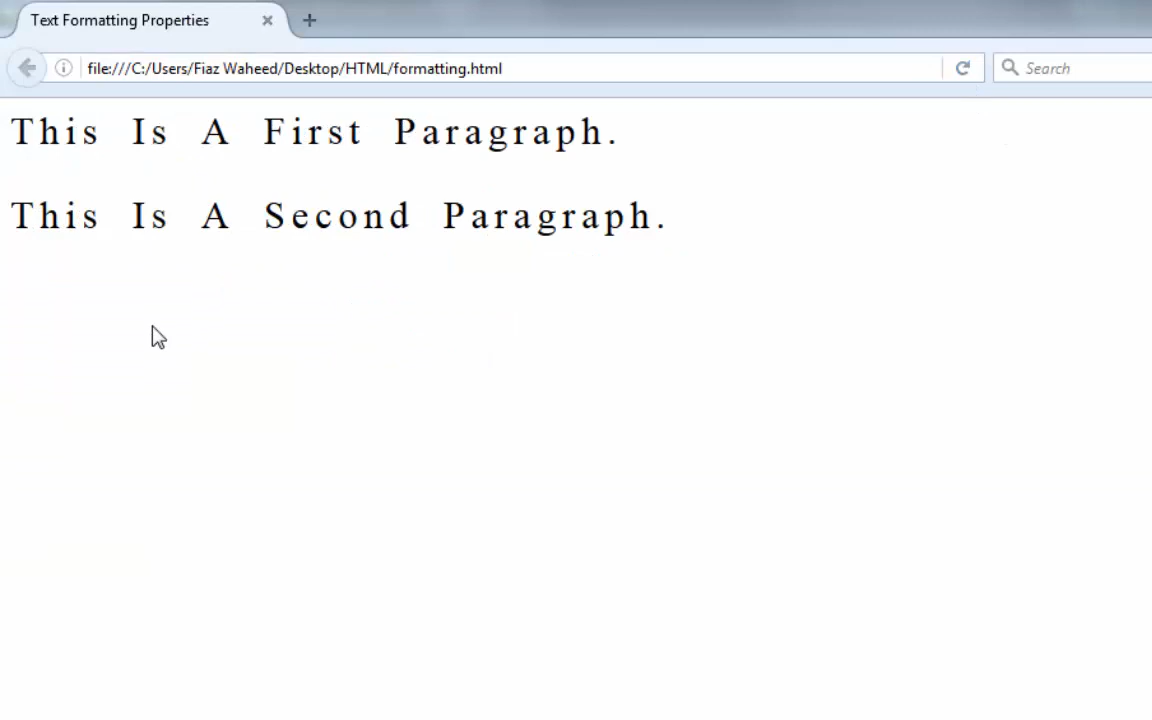 Text Formatting Properties
file:///C:/Users/Fiaz Waheed/Desktop/HTML/formatting.html
Search
This Is A First Paragraph.
This Is A Second Paragraph.